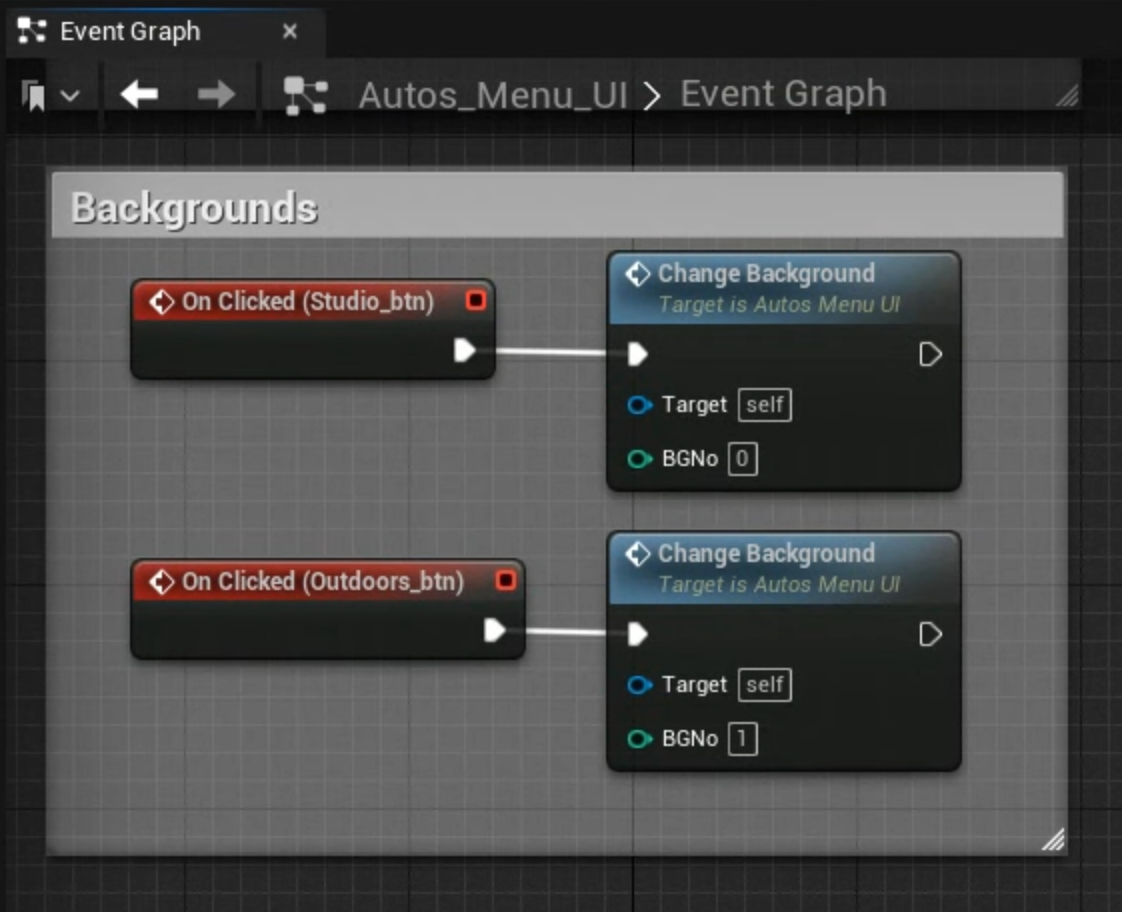 Event Graph
Autos_Menu_UI > Event Graph
Backgrounds
On Clicked (Studio_btn)
Change Background
Target is Autos Menu UI
Target self
BGNo 0
On Clicked (Outdoors_btn)
Change Background
Target is Autos Menu UI
Target self
BGNo 1